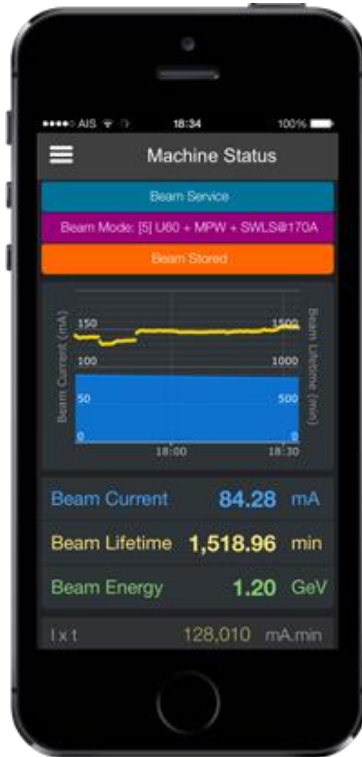 AIS 18:34 100%
Machine Status
Beam Service
Beam Mode: [5] U60 + MPW + SWLS@170A
Beam Stored
Beam Current (mA)
150
100
50
0
1500
1000
500
0
Beam Lifetime (min)
18:00 18:30
Beam Current 84.28 mA
Beam Lifetime 1,518.96 min
Beam Energy 1.20 GeV
I x t 128,010 mA.min